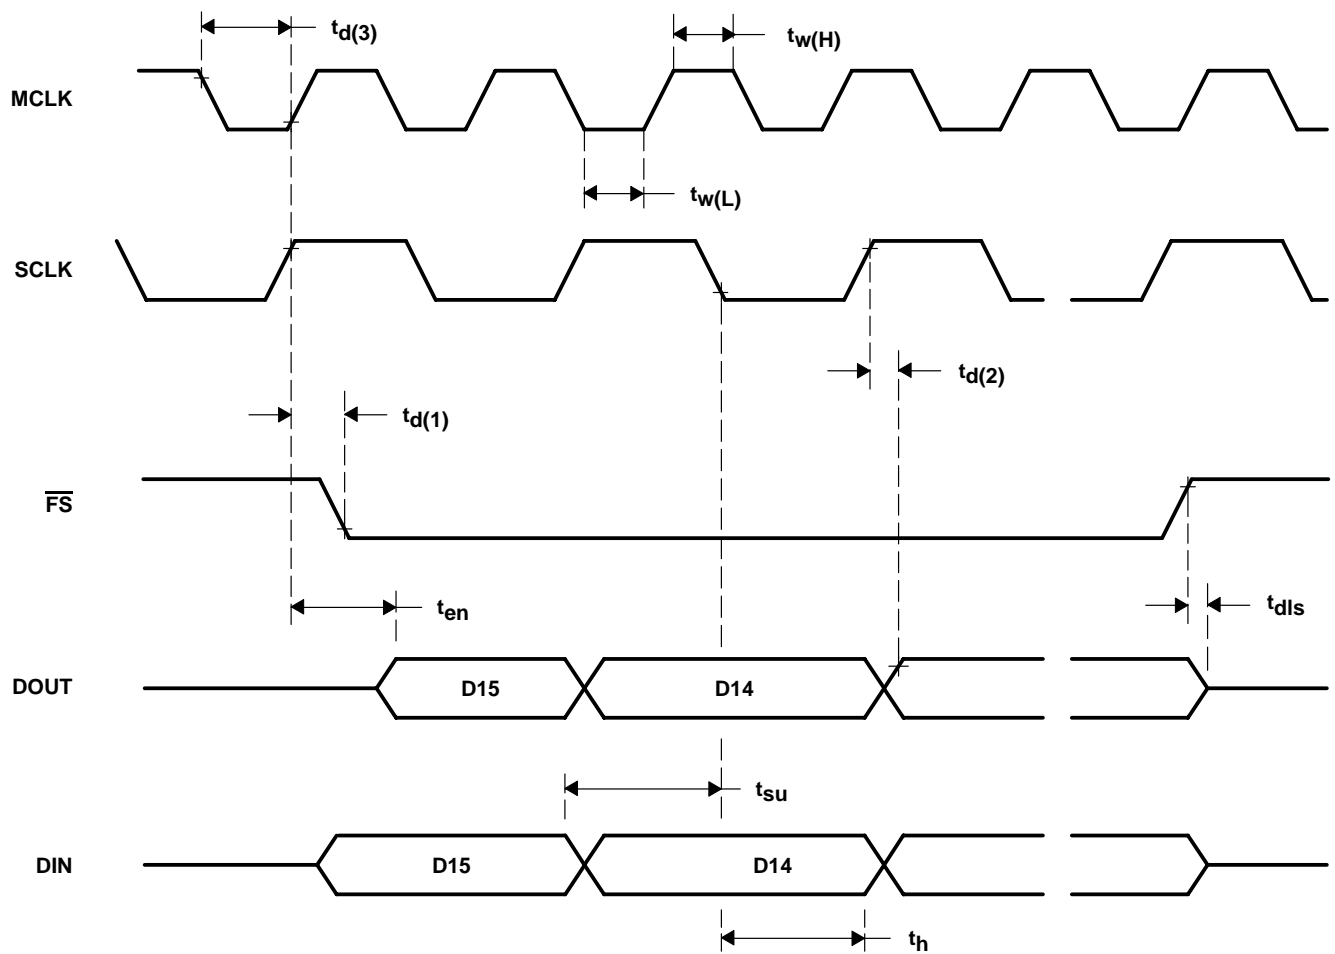 td(3)
tw(H)
MCLK
tw(L)
SCLK
td(2)
td(1)
F̅S̅
ten
tdIs
DOUT
D15
D14
tsu
DIN
D15
D14
th